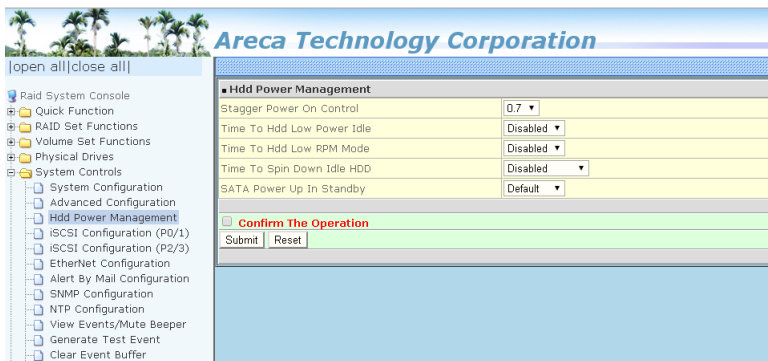 Areca Technology Corporation
|open all|close all|
Raid System Console
Quick Function
RAID Set Functions
Volume Set Functions
Physical Drives
System Controls
System Configuration
Advanced Configuration
Hdd Power Management
iSCSI Configuration (P0/1)
iSCSI Configuration (P2/3)
EtherNet Configuration
Alert By Mail Configuration
SNMP Configuration
NTP Configuration
View Events/Mute Beeper
Generate Test Event
Clear Event Buffer
Hdd Power Management
Stagger Power On Control 0.7
Time To Hdd Low Power Idle Disabled
Time To Hdd Low RPM Mode Disabled
Time To Spin Down Idle HDD Disabled
SATA Power Up In Standby Default
Confirm The Operation
Submit Reset